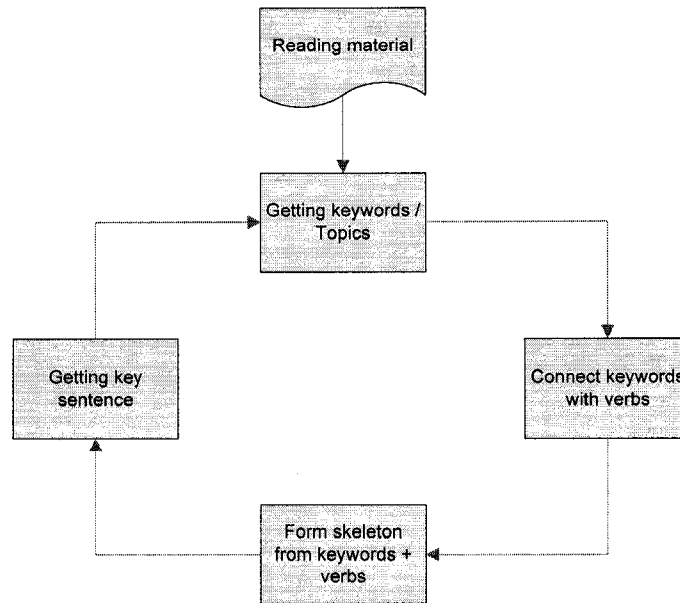 Reading material
Getting keywords /
Topics
Getting key
sentence
Connect keywords
with verbs
Form skeleton
from keywords +
verbs